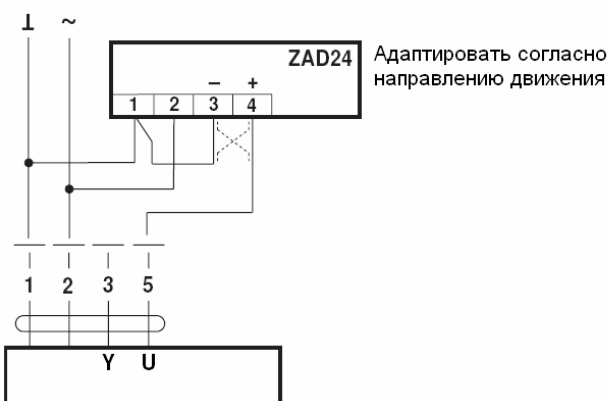 ⊥ ~
ZAD24
Адаптировать согласно
направлению движения
– +
1 2 3 4
1 2 3 5
Y U